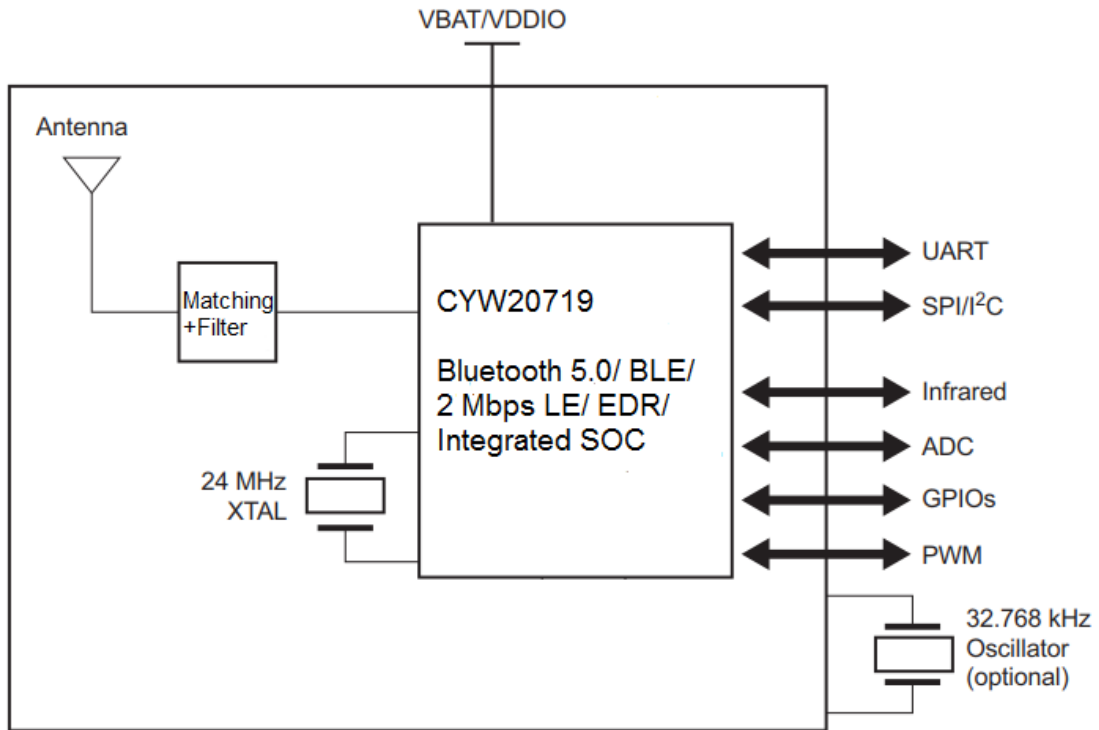 VBAT/VDDIO
Antenna
Matching
+Filter
CYW20719
Bluetooth 5.0/ BLE/
2 Mbps LE/ EDR/
Integrated SOC
24 MHz
XTAL
UART
SPI/I²C
Infrared
ADC
GPIOs
PWM
32.768 kHz
Oscillator
(optional)